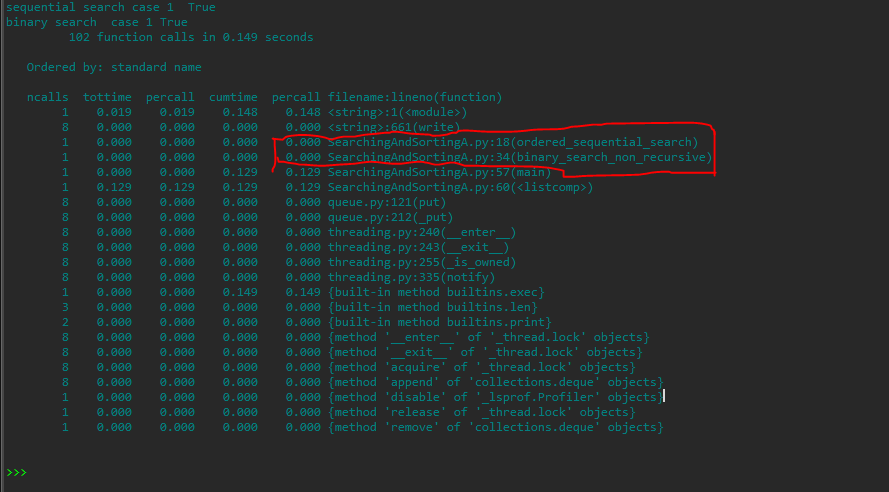 sequential search case 1  True
binary search  case 1 True
         102 function calls in 0.149 seconds
   Ordered by: standard name
   ncalls  tottime  percall  cumtime  percall filename:lineno(function)
        1    0.019    0.019    0.148    0.148 <string>:1(<module>)
        8    0.000    0.000    0.000    0.000 <string>:661(write)
        1    0.000    0.000    0.000    0.000 SearchingAndSortingA.py:18(ordered_sequential_search)
        1    0.000    0.000    0.000    0.000 SearchingAndSortingA.py:34(binary_search_non_recursive)
        1    0.000    0.000    0.129    0.129 SearchingAndSortingA.py:57(main)
        1    0.129    0.129    0.129    0.129 SearchingAndSortingA.py:60(<listcomp>)
        8    0.000    0.000    0.000    0.000 queue.py:121(put)
        8    0.000    0.000    0.000    0.000 queue.py:212(_put)
        8    0.000    0.000    0.000    0.000 threading.py:240(__enter__)
        8    0.000    0.000    0.000    0.000 threading.py:243(__exit__)
        8    0.000    0.000    0.000    0.000 threading.py:255(_is_owned)
        8    0.000    0.000    0.000    0.000 threading.py:335(notify)
        1    0.000    0.000    0.149    0.149 {built-in method builtins.exec}
        3    0.000    0.000    0.000    0.000 {built-in method builtins.len}
        2    0.000    0.000    0.000    0.000 {built-in method builtins.print}
        8    0.000    0.000    0.000    0.000 {method '__enter__' of '_thread.lock' objects}
        8    0.000    0.000    0.000    0.000 {method '__exit__' of '_thread.lock' objects}
        8    0.000    0.000    0.000    0.000 {method 'acquire' of '_thread.lock' objects}
        8    0.000    0.000    0.000    0.000 {method 'append' of 'collections.deque' objects}
        1    0.000    0.000    0.000    0.000 {method 'disable' of '_lsprof.Profiler' objects}
        1    0.000    0.000    0.000    0.000 {method 'release' of '_thread.lock' objects}
        1    0.000    0.000    0.000    0.000 {method 'remove' of 'collections.deque' objects}
>>>